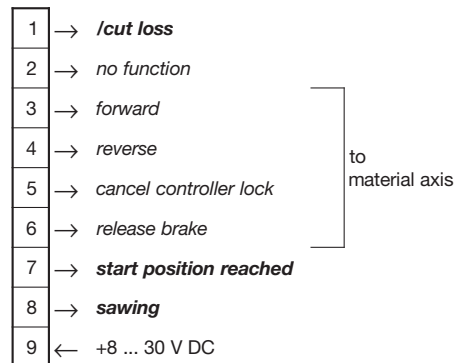 1 → /cut loss
2 → no function
3 → forward
4 → reverse
to
material axis
5 → cancel controller lock
6 → release brake
7 → start position reached
8 → sawing
9 ← +8 ... 30 V DC